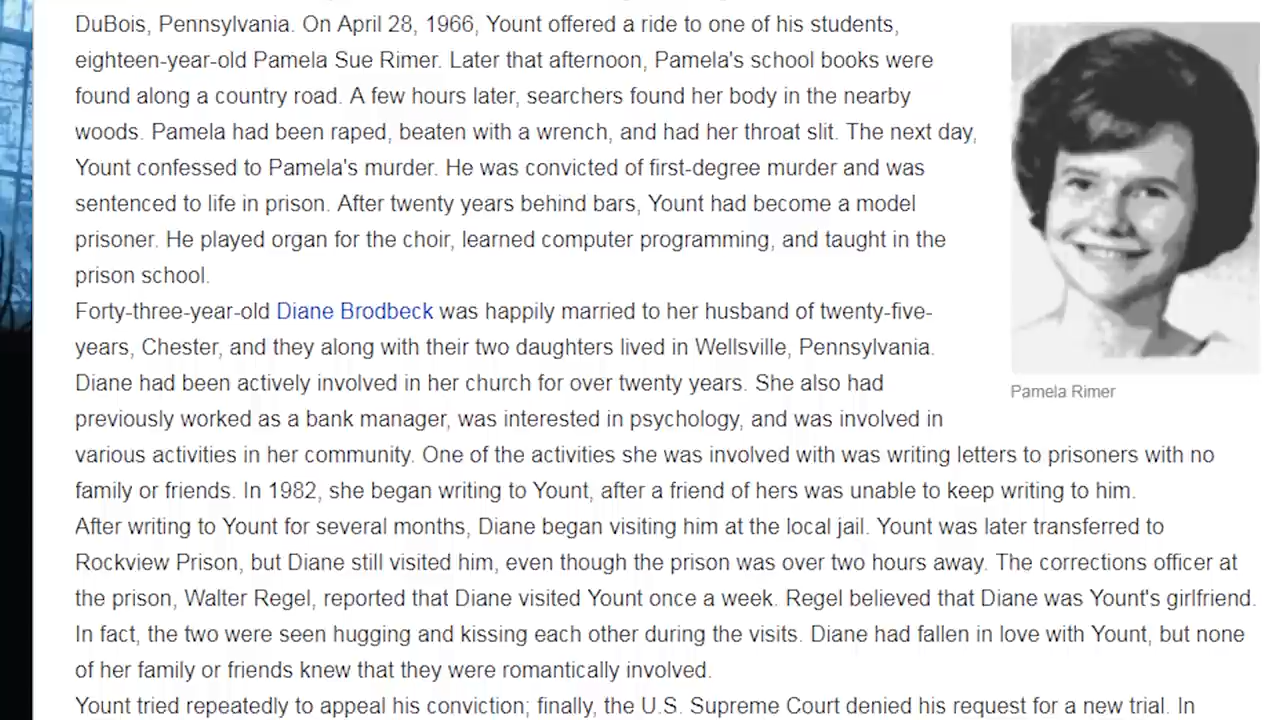 DuBois, Pennsylvania. On April 28, 1966, Yount offered a ride to one of his students,
eighteen-year-old Pamela Sue Rimer. Later that afternoon, Pamela's school books were
found along a country road. A few hours later, searchers found her body in the nearby
woods. Pamela had been raped, beaten with a wrench, and had her throat slit. The next day,
Yount confessed to Pamela's murder. He was convicted of first-degree murder and was
sentenced to life in prison. After twenty years behind bars, Yount had become a model
prisoner. He played organ for the choir, learned computer programming, and taught in the
prison school.
Forty-three-year-old Diane Brodbeck was happily married to her husband of twenty-five-
years, Chester, and they along with their two daughters lived in Wellsville, Pennsylvania.
Diane had been actively involved in her church for over twenty years. She also had
previously worked as a bank manager, was interested in psychology, and was involved in
various activities in her community. One of the activities she was involved with was writing letters to prisoners with no
family or friends. In 1982, she began writing to Yount, after a friend of hers was unable to keep writing to him.
After writing to Yount for several months, Diane began visiting him at the local jail. Yount was later transferred to
Rockview Prison, but Diane still visited him, even though the prison was over two hours away. The corrections officer at
the prison, Walter Regel, reported that Diane visited Yount once a week. Regel believed that Diane was Yount's girlfriend.
In fact, the two were seen hugging and kissing each other during the visits. Diane had fallen in love with Yount, but none
of her family or friends knew that they were romantically involved.
Yount tried repeatedly to appeal his conviction; finally, the U.S. Supreme Court denied his request for a new trial. In
Pamela Rimer